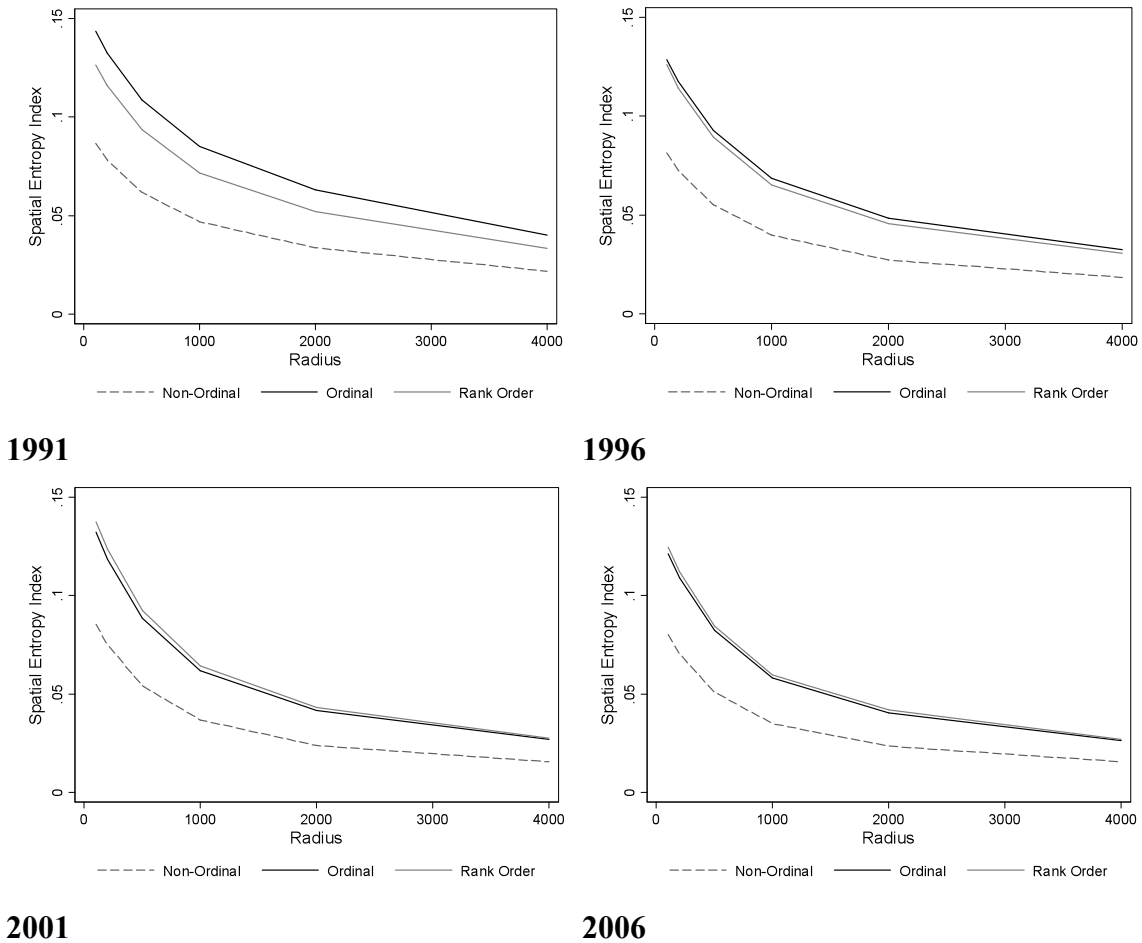 .15
.1
.05
0
Spatial Entropy Index
0 1000 2000 3000 4000
Radius
Non-Ordinal Ordinal Rank Order
1991
.15
.1
.05
0
Spatial Entropy Index
0 1000 2000 3000 4000
Radius
Non-Ordinal Ordinal Rank Order
1996
.15
.1
.05
0
Spatial Entropy Index
0 1000 2000 3000 4000
Radius
Non-Ordinal Ordinal Rank Order
2001
.15
.1
.05
0
Spatial Entropy Index
0 1000 2000 3000 4000
Radius
Non-Ordinal Ordinal Rank Order
2006